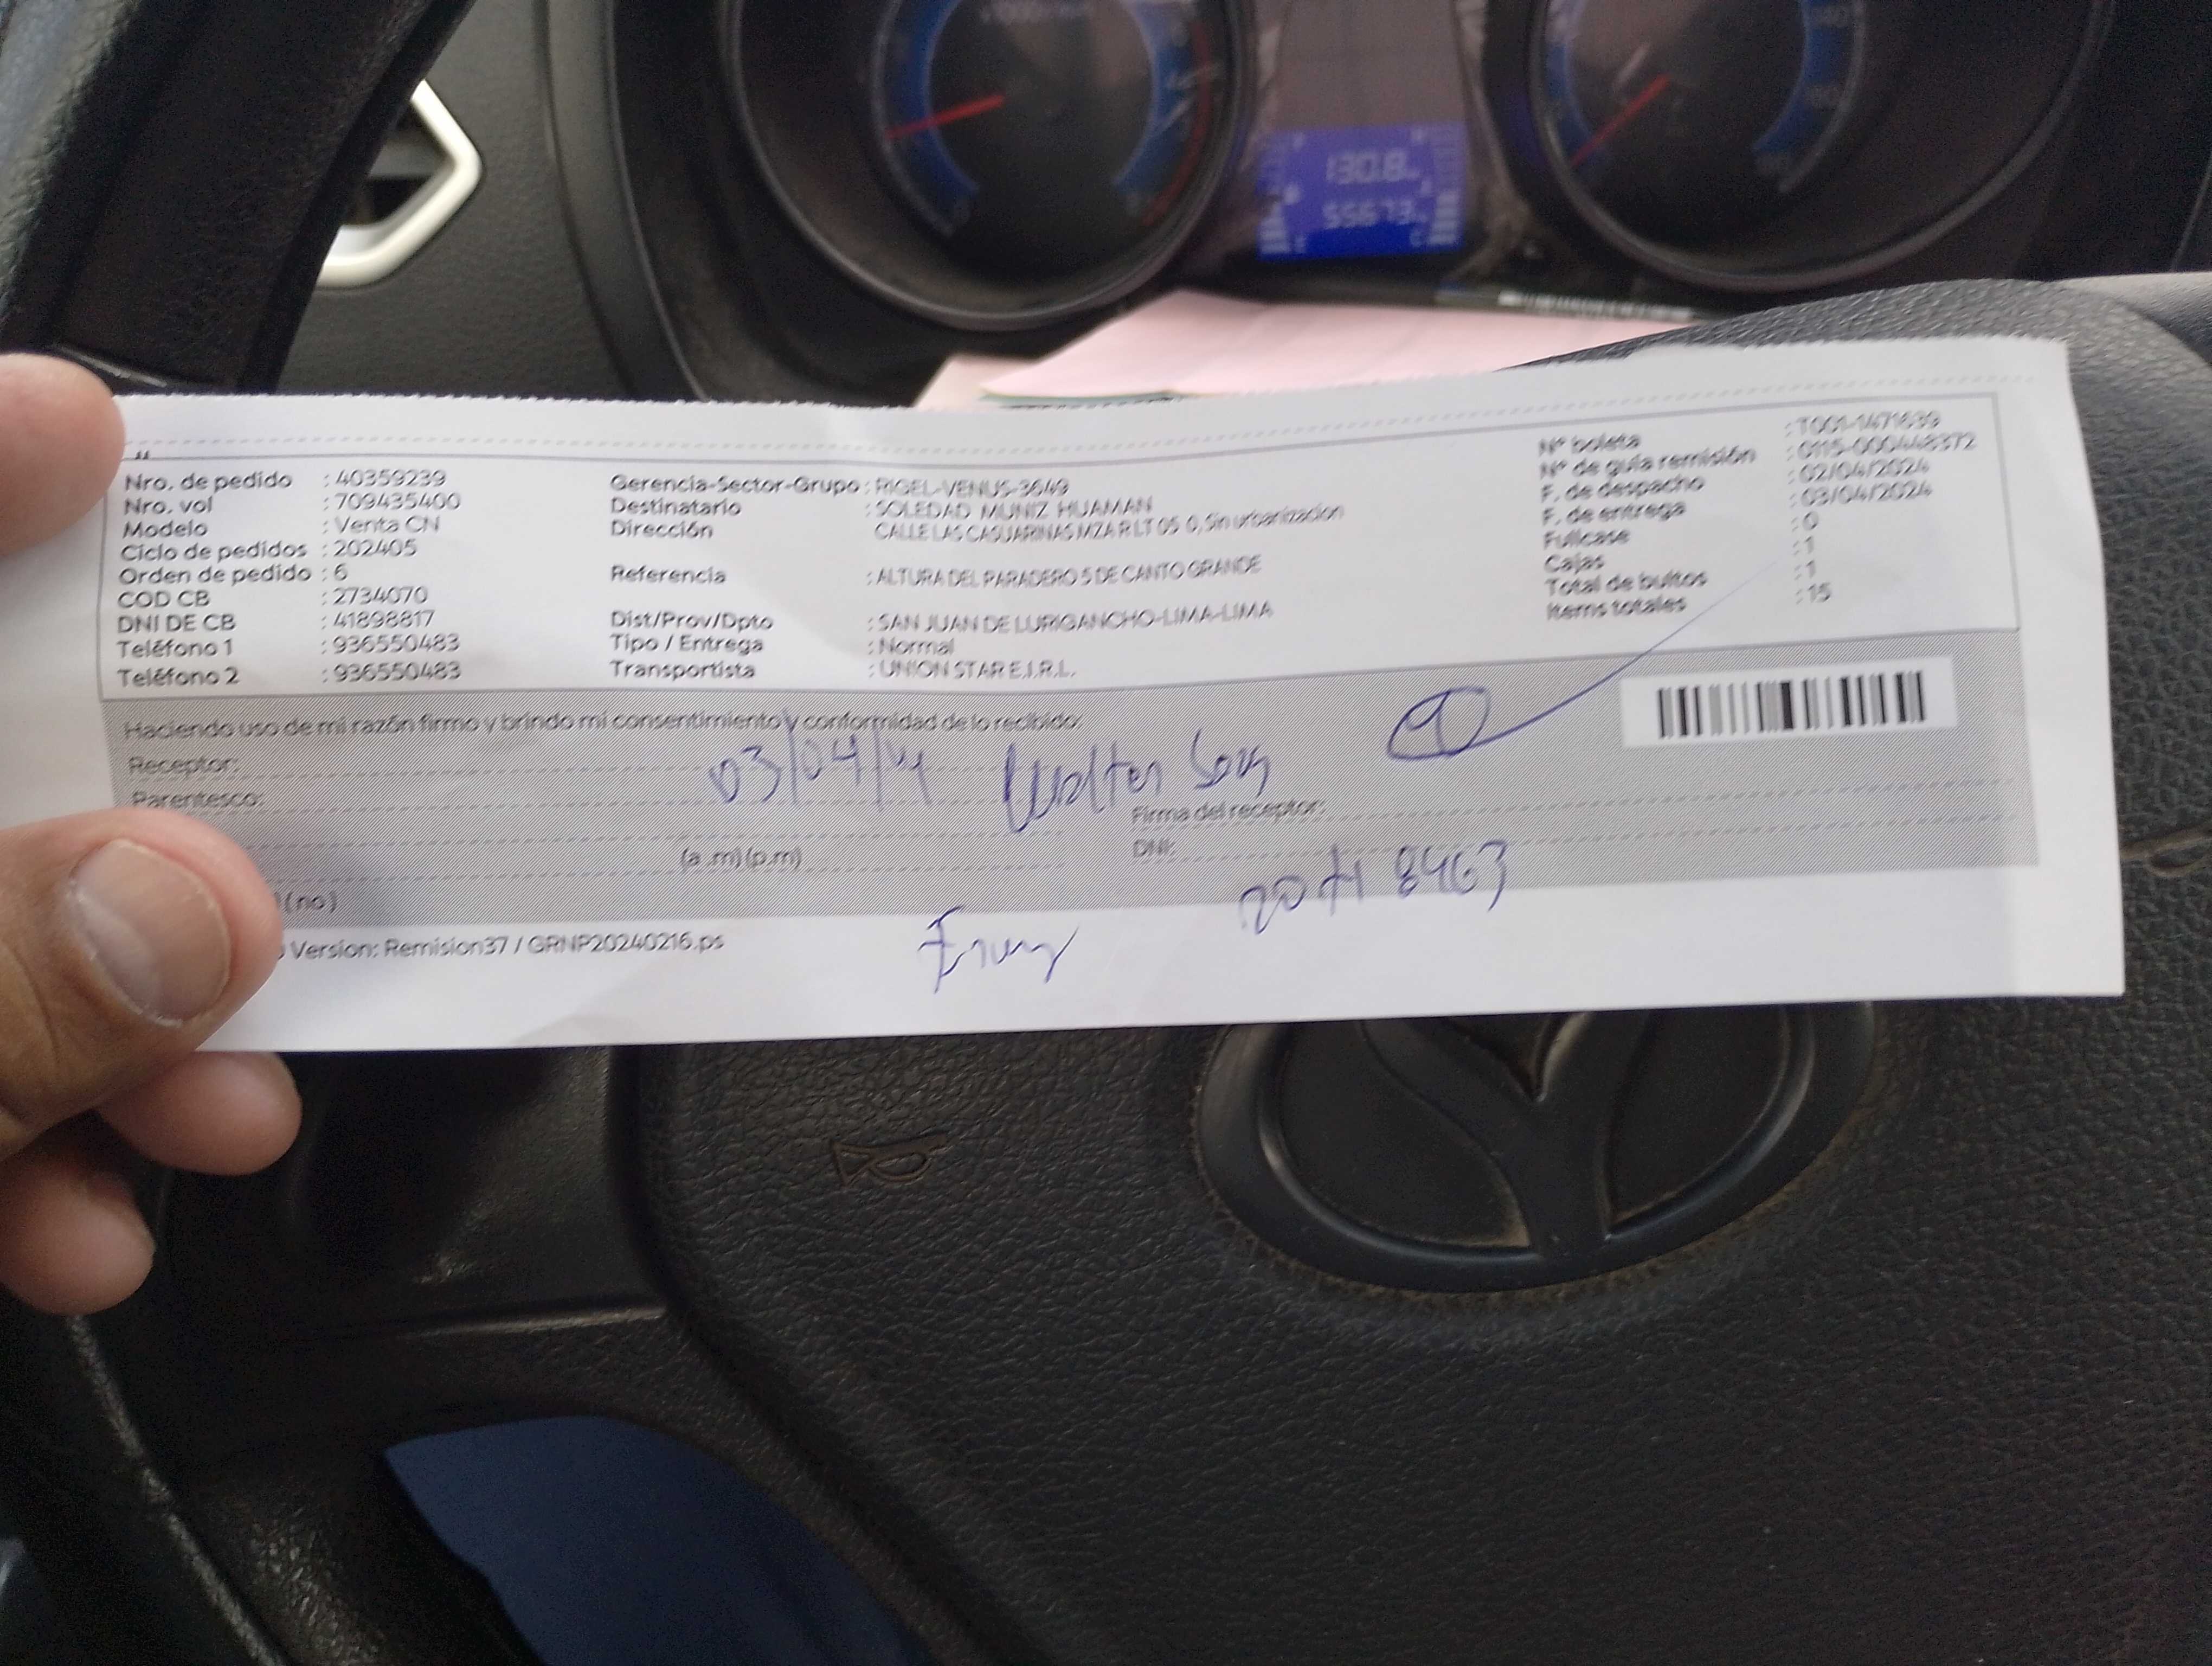 130.8
55673
Nro. de pedido : 40359239
Nro. vol : 709435400
Modelo : Venta CN
Ciclo de pedidos : 202405
Orden de pedido : 6
COD CB : 2734070
DNI DE CB : 41898817
Teléfono 1 : 936550483
Teléfono 2 : 936550483
Gerencia-Sector-Grupo : RIGEL-VENUS-3649
Destinatario : SOLEDAD MUNIZ HUAMAN
Dirección CALLE LAS CASUARINAS MZA R LT 05 0, Sin urbanizacion
Referencia : ALTURA DEL PARADERO 5 DE CANTO GRANDE
Dist/Prov/Dpto : SAN JUAN DE LURIGANCHO-LIMA-LIMA
Tipo / Entrega : Normal
Transportista : UNION STAR E.I.R.L.
N° boleta : T001-1471639
N° de guía remisión : 0115-000448372
F. de despacho : 02/04/2024
F. de entrega : 03/04/2024
Fullcase : 0
Cajas : 1
Total de bultos : 1
Items totales : 15
Haciendo uso de mi razón firmo y brindo mi consentimiento y conformidad de lo recibido:
Receptor:
03/04/ Walter
Parentesco:
Firma del receptor:
(a .m) (p.m)
DNI:
8463
(no)
Version: Remision37 / GRNP20240216.ps